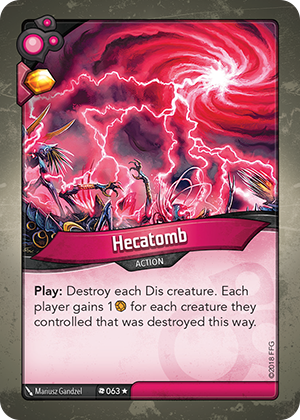 Hecatomb
ACTION
Play: Destroy each Dis creature. Each
player gains 1 for each creature they
controlled that was destroyed this way.
©2018 FFG
Mariusz Gandzel
063 ★